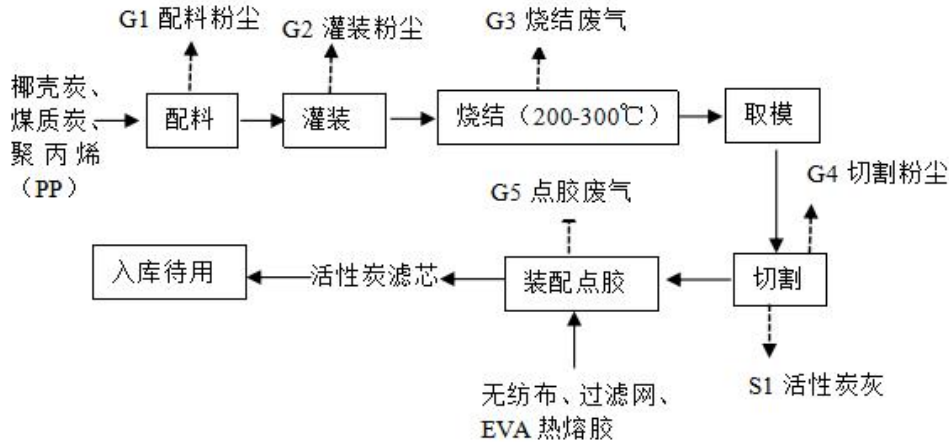 G1 配料粉尘
G2 灌装粉尘
G3 烧结废气
椰壳炭、
煤质炭、
聚丙烯
（PP）
配料
灌装
烧结（200-300℃）
取模
G4 切割粉尘
G5 点胶废气
入库待用
活性炭滤芯
装配点胶
切割
S1 活性炭灰
无纺布、过滤网、
EVA 热熔胶